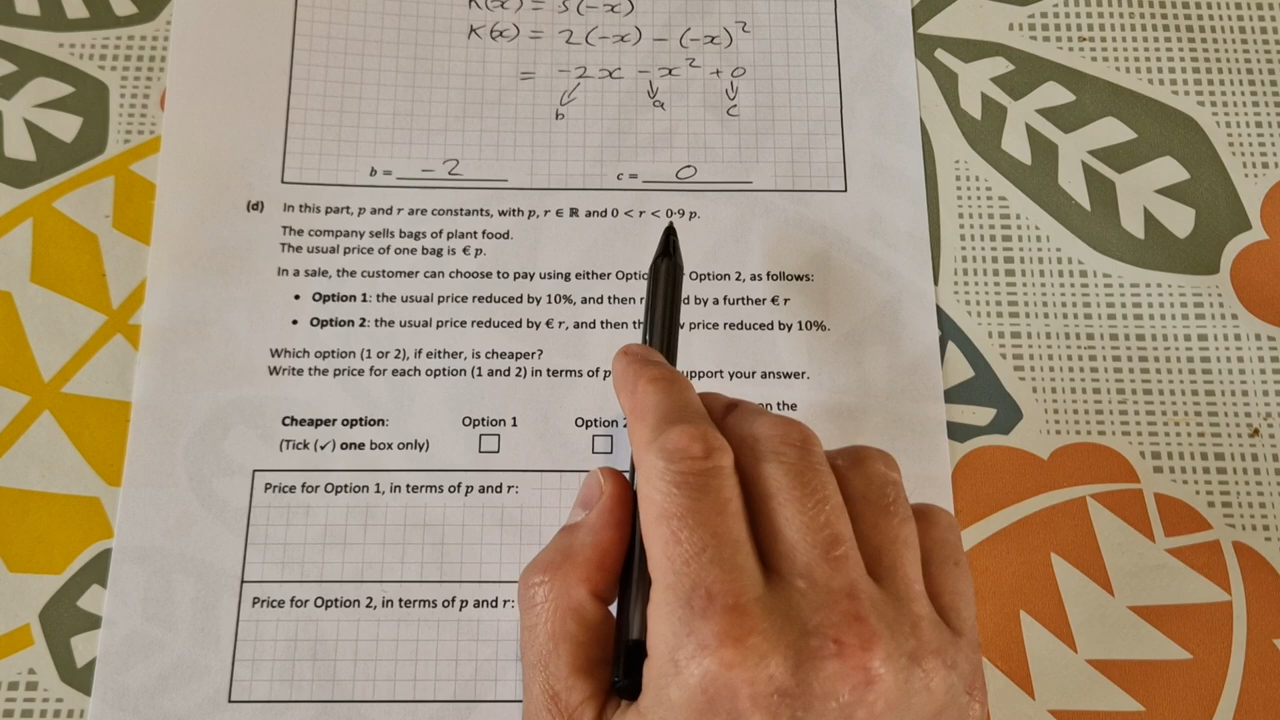 K(x) = S(-x)
K(x) = 2(-x) - (-x)²
= -2x - x² + 0
b a c
b = -2 c = 0
(d) In this part, p and r are constants, with p, r ∈ ℝ and 0 < r < 0·9 p.
The company sells bags of plant food.
The usual price of one bag is € p.
In a sale, the customer can choose to pay using either Option 2, as follows:
• Option 1: the usual price reduced by 10%, and then by a further € r
• Option 2: the usual price reduced by € r, and then price reduced by 10%.
Which option (1 or 2), if either, is cheaper?
Write the price for each option (1 and 2) in terms of p support your answer.
on the
Cheaper option: Option 1 Option 2
(Tick (✓) one box only)
Price for Option 1, in terms of p and r:
Price for Option 2, in terms of p and r: